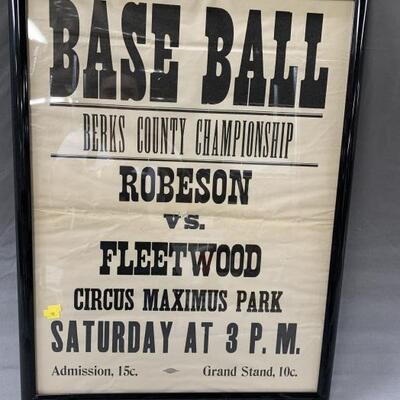 BASE BALL
BERKS COUNTY CHAMPIONSHIP
ROBESON
VS.
FLEETWOOD
CIRCUS MAXIMUS PARK
SATURDAY AT 3 P. M.
Admission, 15c. Grand Stand, 10c.